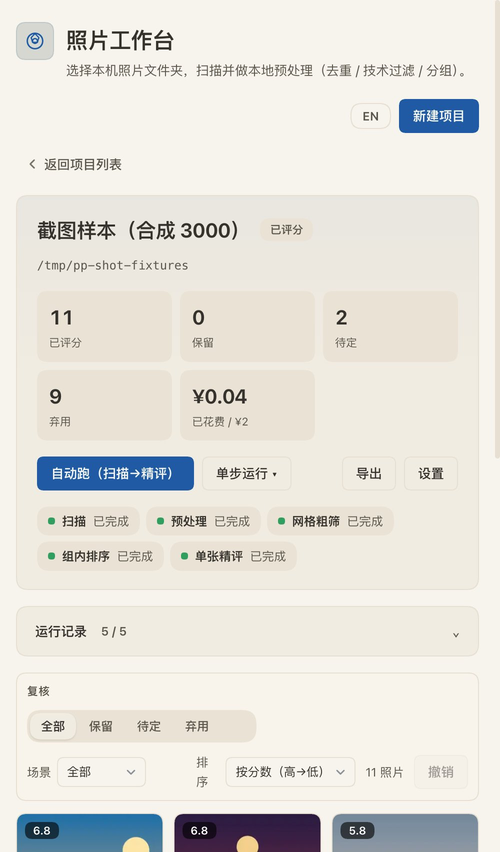 照片工作台
选择本机照片文件夹，扫描并做本地预处理（去重 / 技术过滤 / 分组）。
EN 新建项目
返回项目列表
截图样本（合成 3000） 已评分
/tmp/pp-shot-fixtures
11 0 2
已评分 保留 待定
9 ¥0.04
弃用 已花费 / ¥2
自动跑（扫描→精评） 单步运行 导出 设置
扫描 已完成 预处理 已完成 网格粗筛 已完成
组内排序 已完成 单张精评 已完成
运行记录 5 / 5
复核
全部 保留 待定 弃用
场景 全部 排序 按分数（高→低） 11 照片 撤销
6.8 6.8 5.8